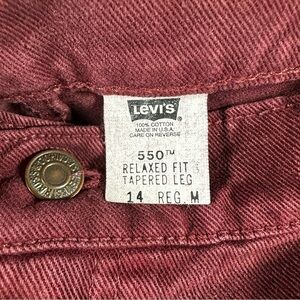 LEVI'S
100% COTTON
MADE IN U.S.A.
CARE ON REVERSE
550™
RELAXED FIT
TAPERED LEG
14 REG. M